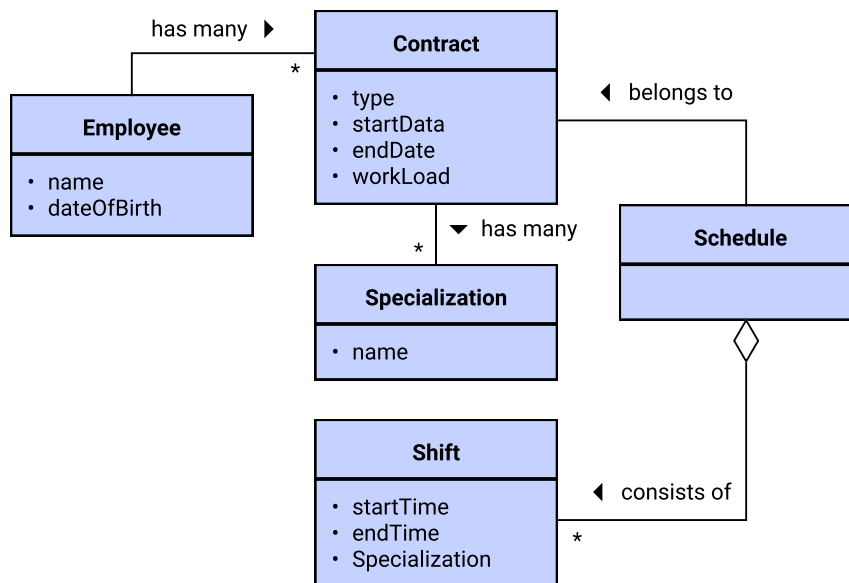 has many
*
Contract
• type
• startData
• endDate
• workLoad
belongs to
Employee
• name
• dateOfBirth
has many
*
Schedule
Specialization
• name
Shift
• startTime
• endTime
• Specialization
consists of
*